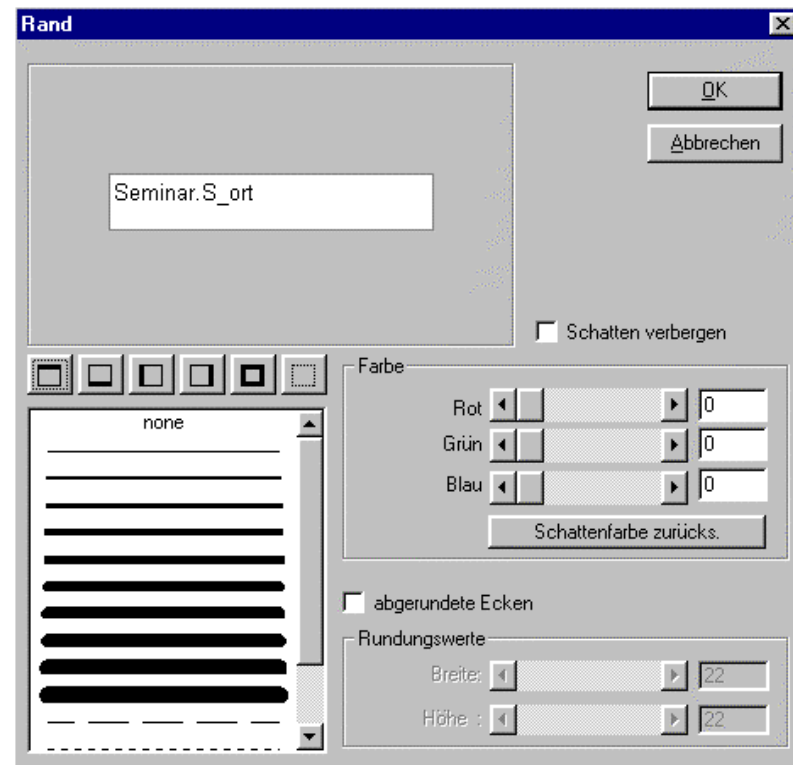 Rand
OK
Abbrechen
Seminar.S_ort
Schatten verbergen
Farbe
Rot 0
Grün 0
Blau 0
Schattenfarbe zurücks.
none
abgerundete Ecken
Rundungswerte
Breite: 22
Höhe : 22